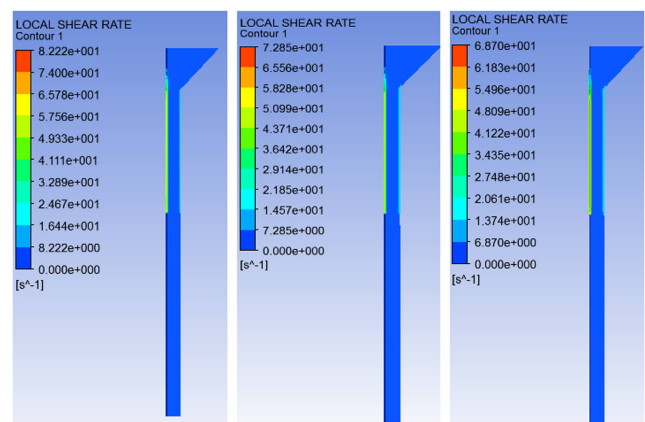 LOCAL SHEAR RATE
Contour 1
8.222e+001
7.400e+001
6.578e+001
5.756e+001
4.933e+001
4.111e+001
3.289e+001
2.467e+001
1.644e+001
8.222e+000
0.000e+000
[s^-1]
LOCAL SHEAR RATE
Contour 1
7.285e+001
6.556e+001
5.828e+001
5.099e+001
4.371e+001
3.642e+001
2.914e+001
2.185e+001
1.457e+001
7.285e+000
0.000e+000
[s^-1]
LOCAL SHEAR RATE
Contour 1
6.870e+001
6.183e+001
5.496e+001
4.809e+001
4.122e+001
3.435e+001
2.748e+001
2.061e+001
1.374e+001
6.870e+000
0.000e+000
[s^-1]